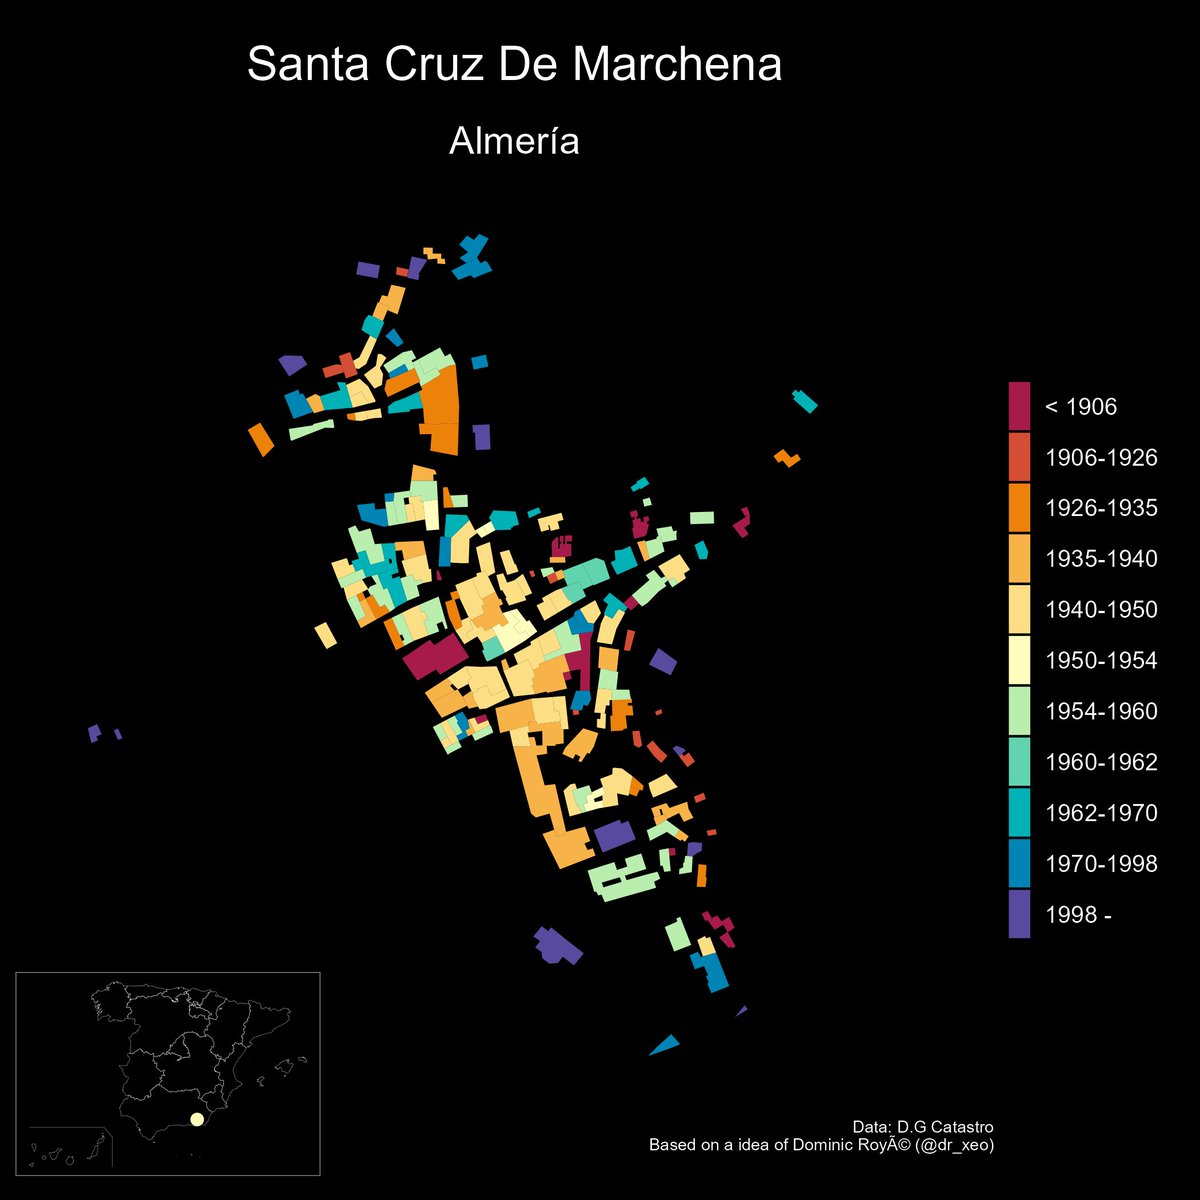 Santa Cruz De Marchena
Almería
< 1906
1906-1926
1926-1935
1935-1940
1940-1950
1950-1954
1954-1960
1960-1962
1962-1970
1970-1998
1998 -
Data: D.G Catastro
Based on a idea of Dominic RoyÃ© (@dr_xeo)